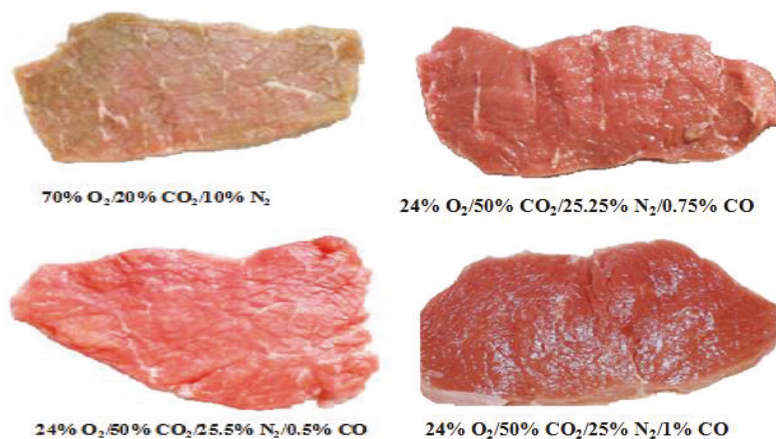 70% O₂/20% CO₂/10% N₂
24% O₂/50% CO₂/25.25% N₂/0.75% CO
24% O₂/50% CO₂/25.5% N₂/0.5% CO
24% O₂/50% CO₂/25% N₂/1% CO